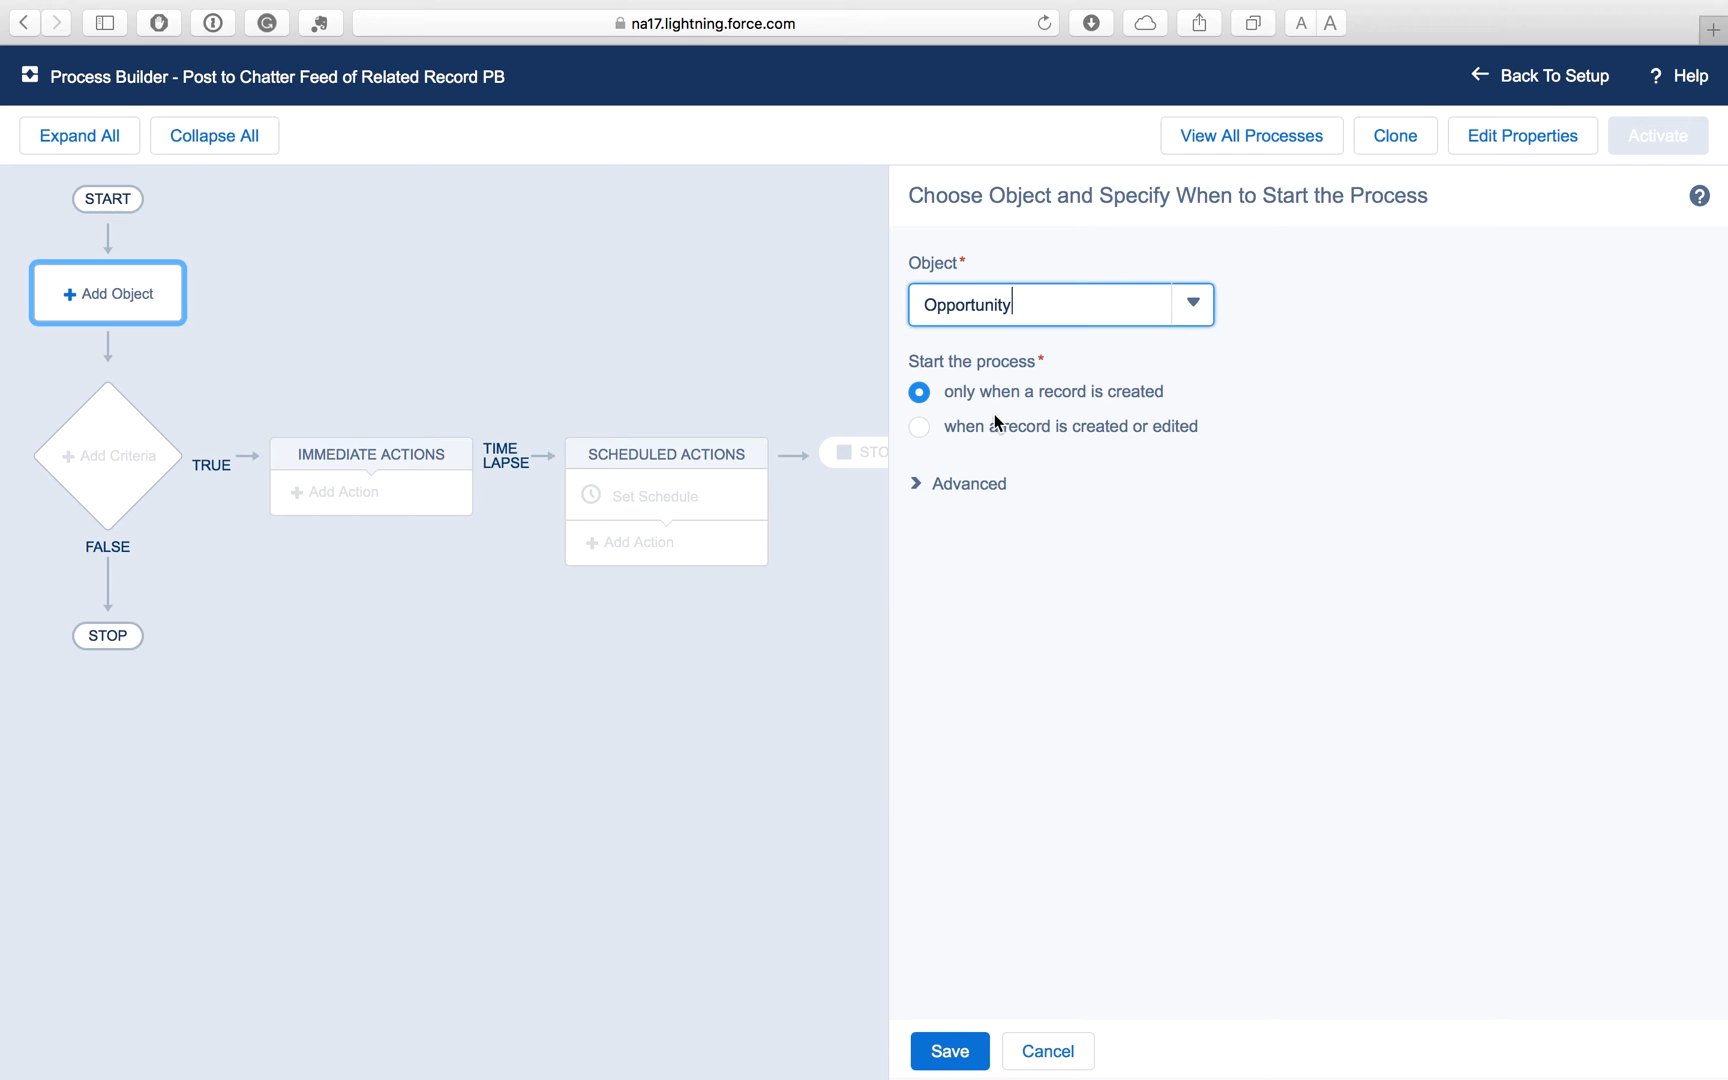 na17.lightning.force.com
A A
Process Builder - Post to Chatter Feed of Related Record PB
Back To Setup
? Help
Expand All
Collapse All
View All Processes
Clone
Edit Properties
Activate
START
+ Add Object
+ Add Criteria
TRUE
IMMEDIATE ACTIONS
+ Add Action
TIME
LAPSE
SCHEDULED ACTIONS
Set Schedule
+ Add Action
STO
FALSE
STOP
Choose Object and Specify When to Start the Process
?
Object*
Opportunity
Start the process*
only when a record is created
when a record is created or edited
Advanced
Save
Cancel